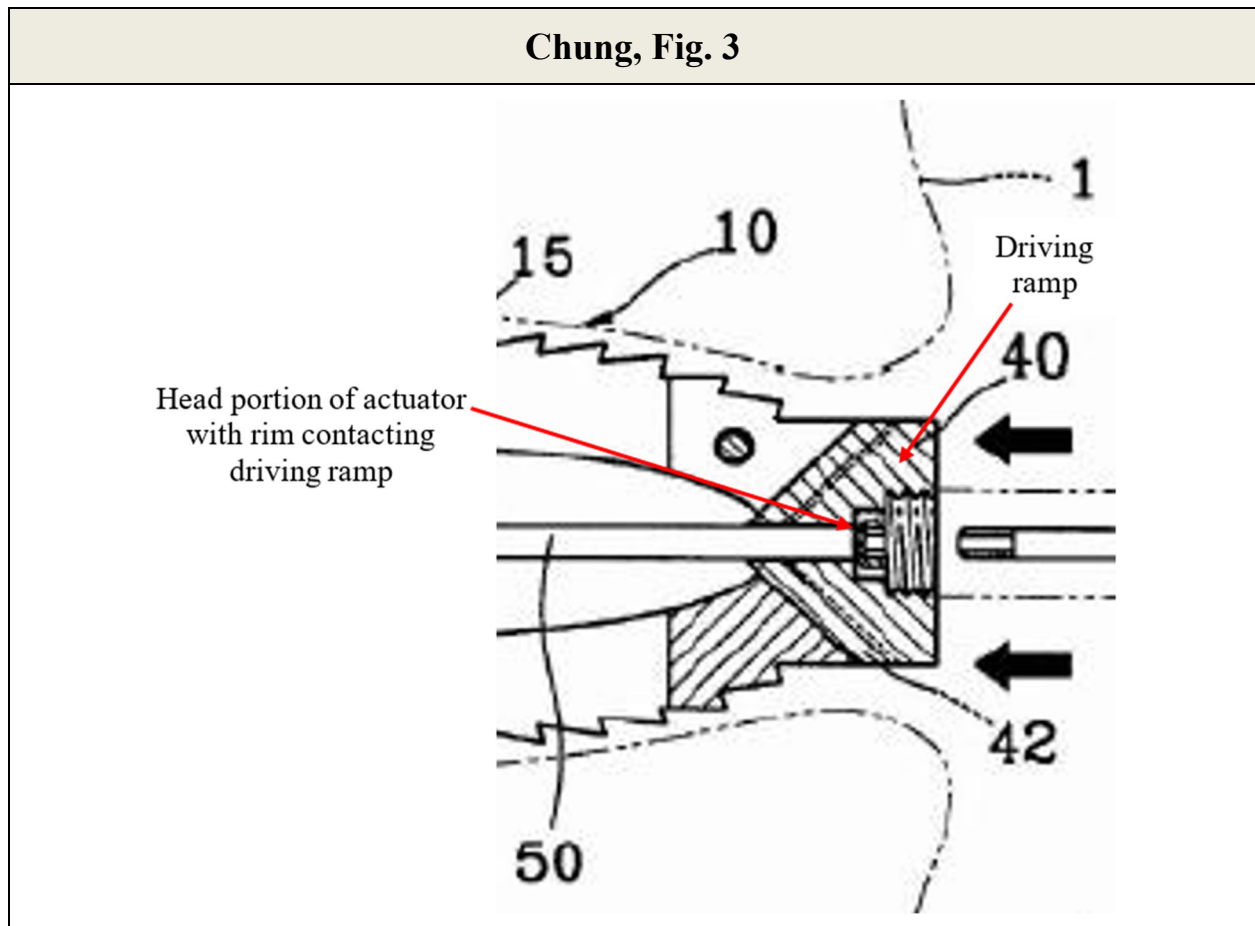 Chung, Fig. 3
1
10
15
Driving
ramp
40
Head portion of actuator
with rim contacting
driving ramp
42
50